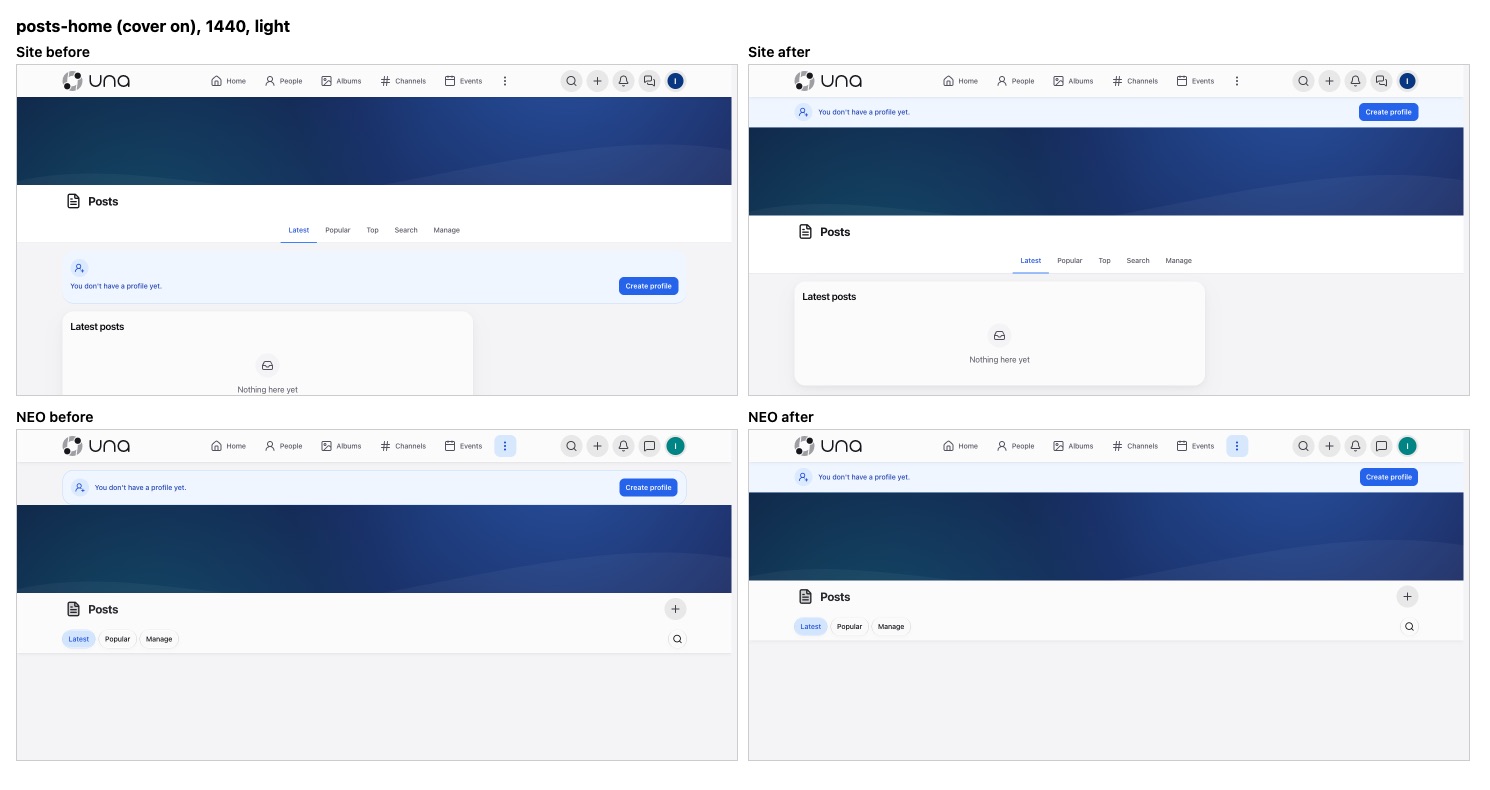 posts-home (cover on), 1440, light
Site before
una Home People Albums Channels Events I
Posts
Latest Popular Top Search Manage
You don't have a profile yet. Create profile
Latest posts
Nothing here yet
Site after
una Home People Albums Channels Events I
You don't have a profile yet. Create profile
Posts
Latest Popular Top Search Manage
Latest posts
Nothing here yet
NEO before
una Home People Albums Channels Events I
You don't have a profile yet. Create profile
Posts
Latest Popular Manage
NEO after
una Home People Albums Channels Events I
You don't have a profile yet. Create profile
Posts
Latest Popular Manage